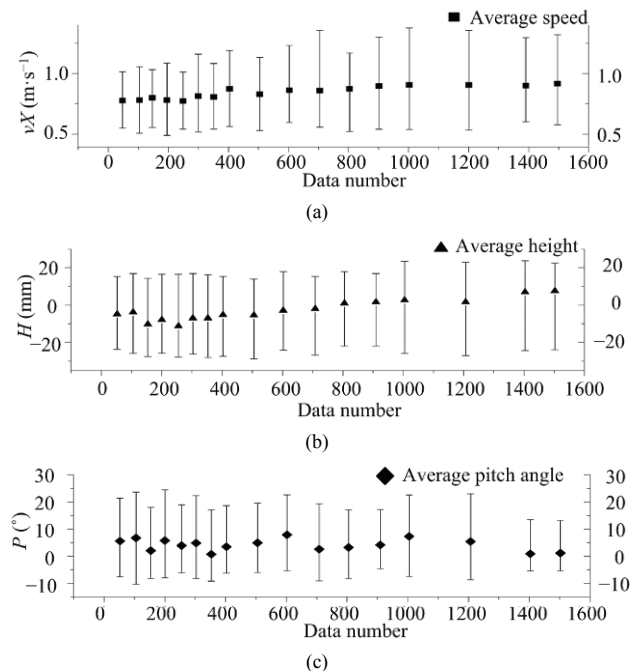 Average speed
1.0 1.0
vX (m·s⁻¹)
0.5 0.5
0 200 400 600 800 1000 1200 1400 1600
Data number
(a)
Average height
20 20
0 0
H (mm)
−20 −20
0 200 400 600 800 1000 1200 1400 1600
Data number
(b)
30 30
Average pitch angle
20 20
10 10
P (°)
0 0
−10 −10
0 200 400 600 800 1000 1200 1400 1600
Data number
(c)